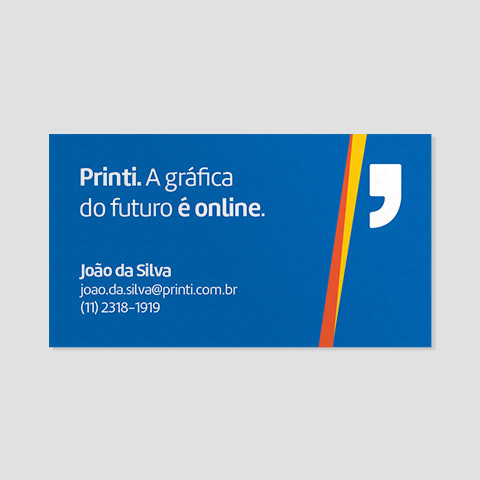 Printi. A gráfica
do futuro é online.
João da Silva
joao.da.silva@printi.com.br
(11) 2318-1919